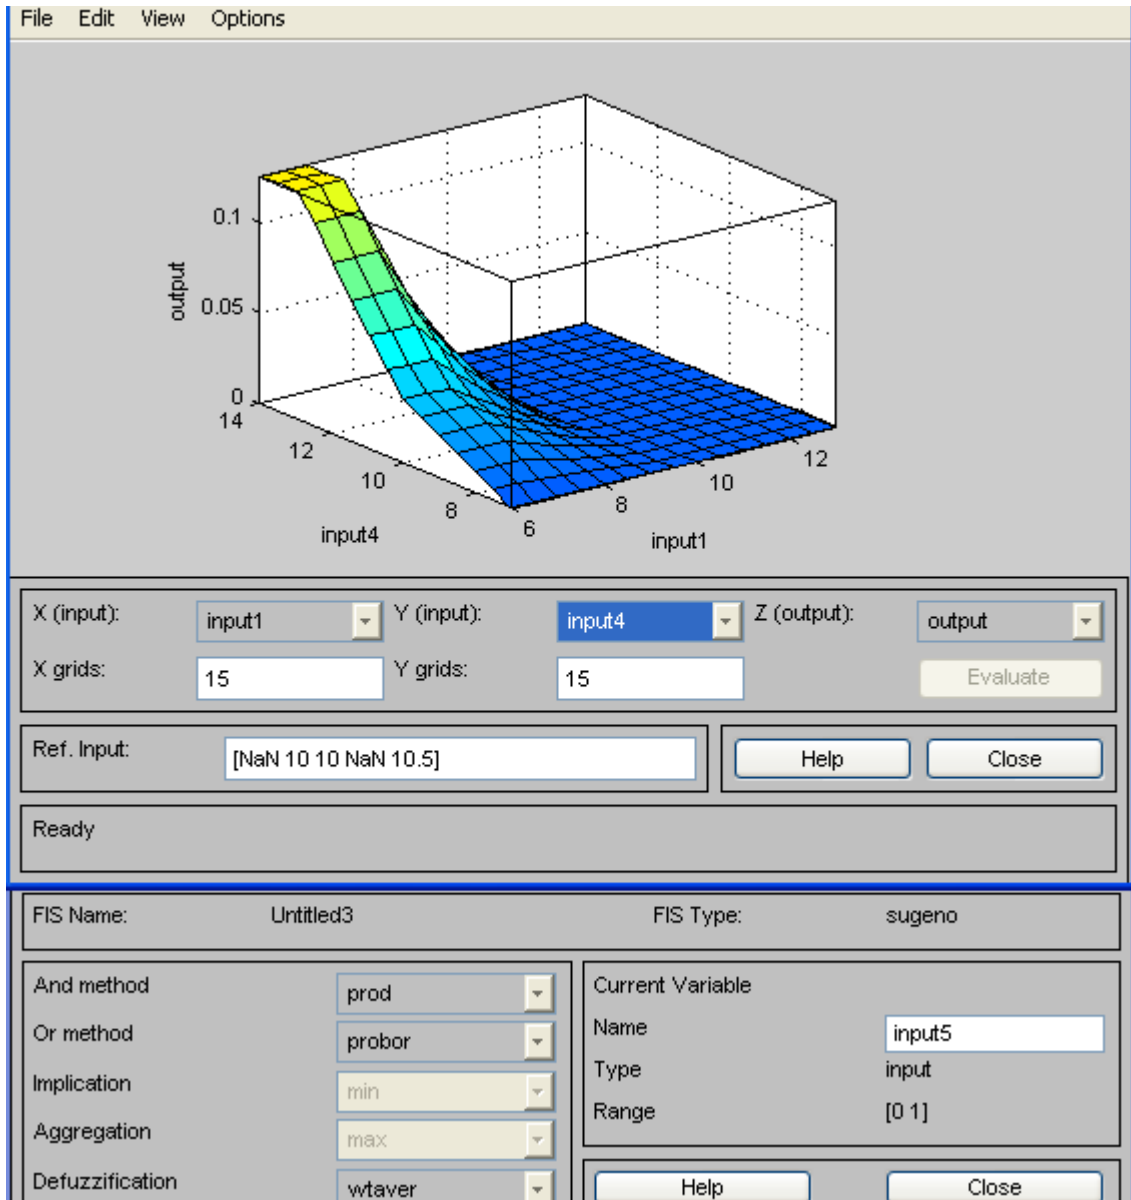 File Edit View Options
0.1
output
0.05
0
14
12
10
8
6
8
10
12
input4
input1
X (input): input1 Y (input): input4 Z (output): output
X grids: 15 Y grids: 15 Evaluate
Ref. Input: [NaN 10 10 NaN 10.5] Help Close
Ready
FIS Name: Untitled3 FIS Type: sugeno
And method prod
Or method probor
Implication min
Aggregation max
Defuzzification wtaver
Current Variable
Name input5
Type input
Range [0 1]
Help Close